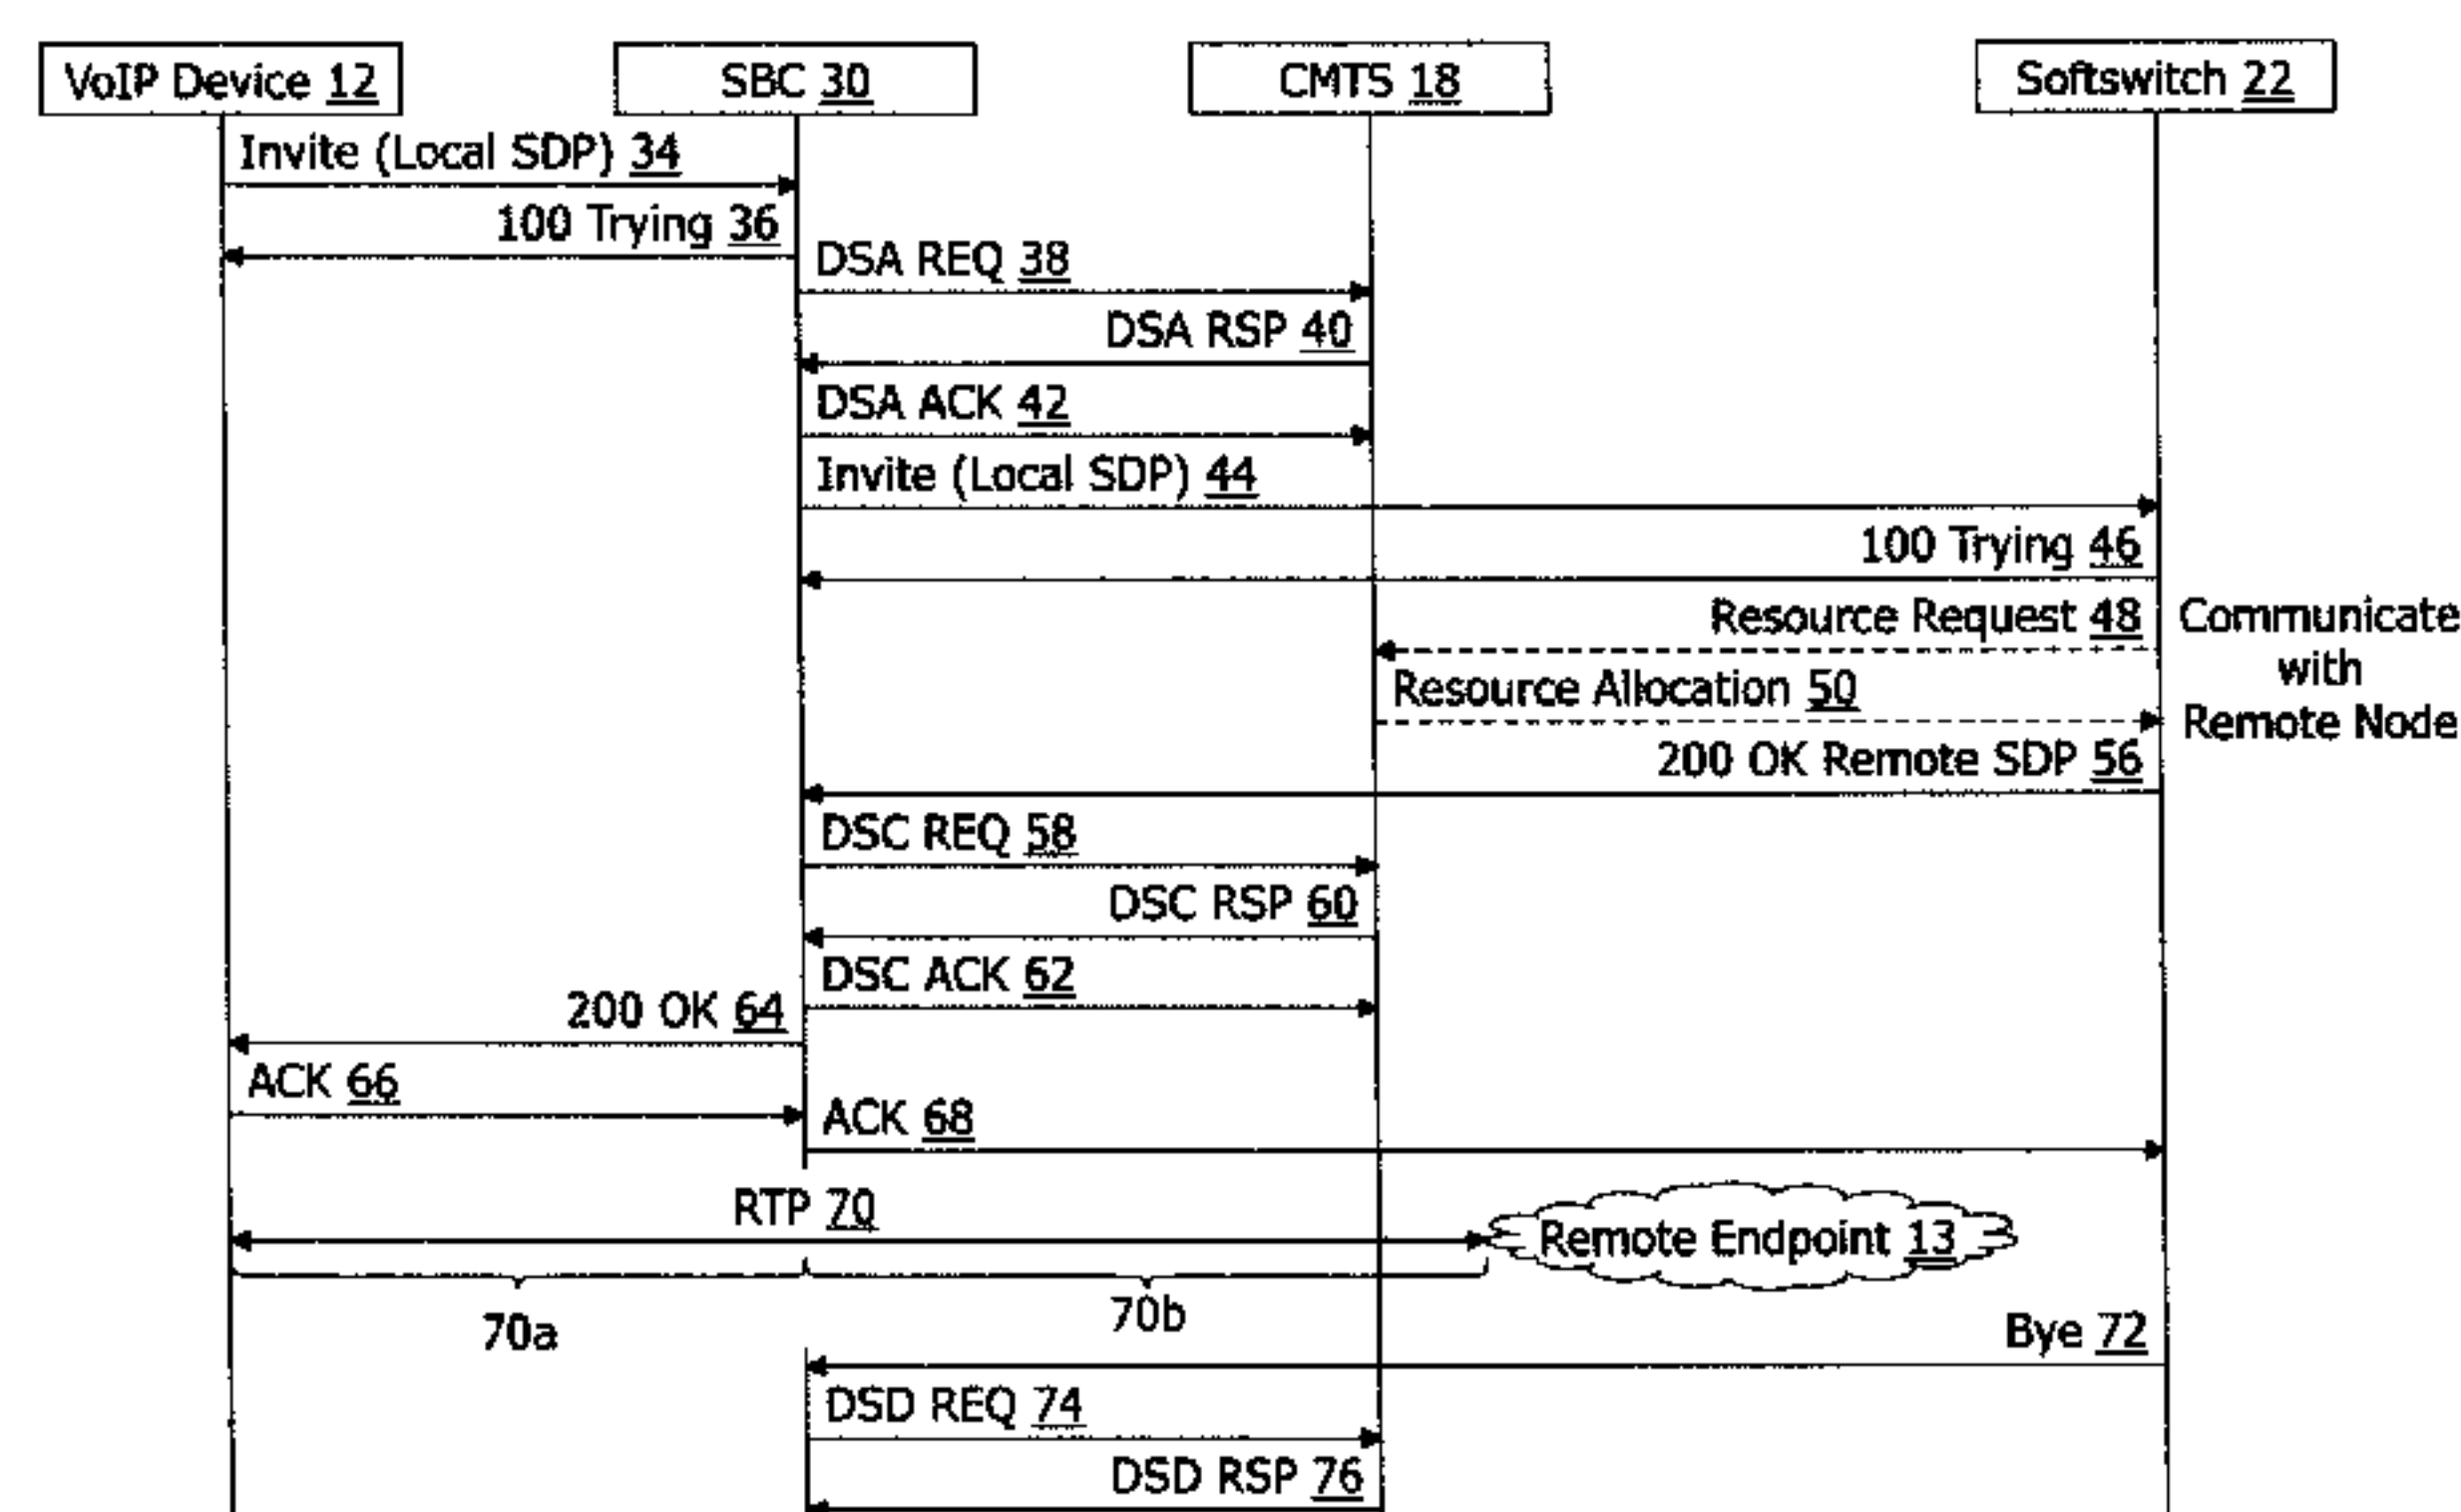 VoIP Device 12
SBC 30
CMTS 18
Softswitch 22
Invite (Local SDP) 34
100 Trying 36
DSA REQ 38
DSA RSP 40
DSA ACK 42
Invite (Local SDP) 44
100 Trying 46
Resource Request 48
Communicate
with
Remote Node
Resource Allocation 50
200 OK Remote SDP 56
DSC REQ 58
DSC RSP 60
DSC ACK 62
200 OK 64
ACK 66
ACK 68
RTP 70
Remote Endpoint 13
70a
70b
Bye 72
DSD REQ 74
DSD RSP 76